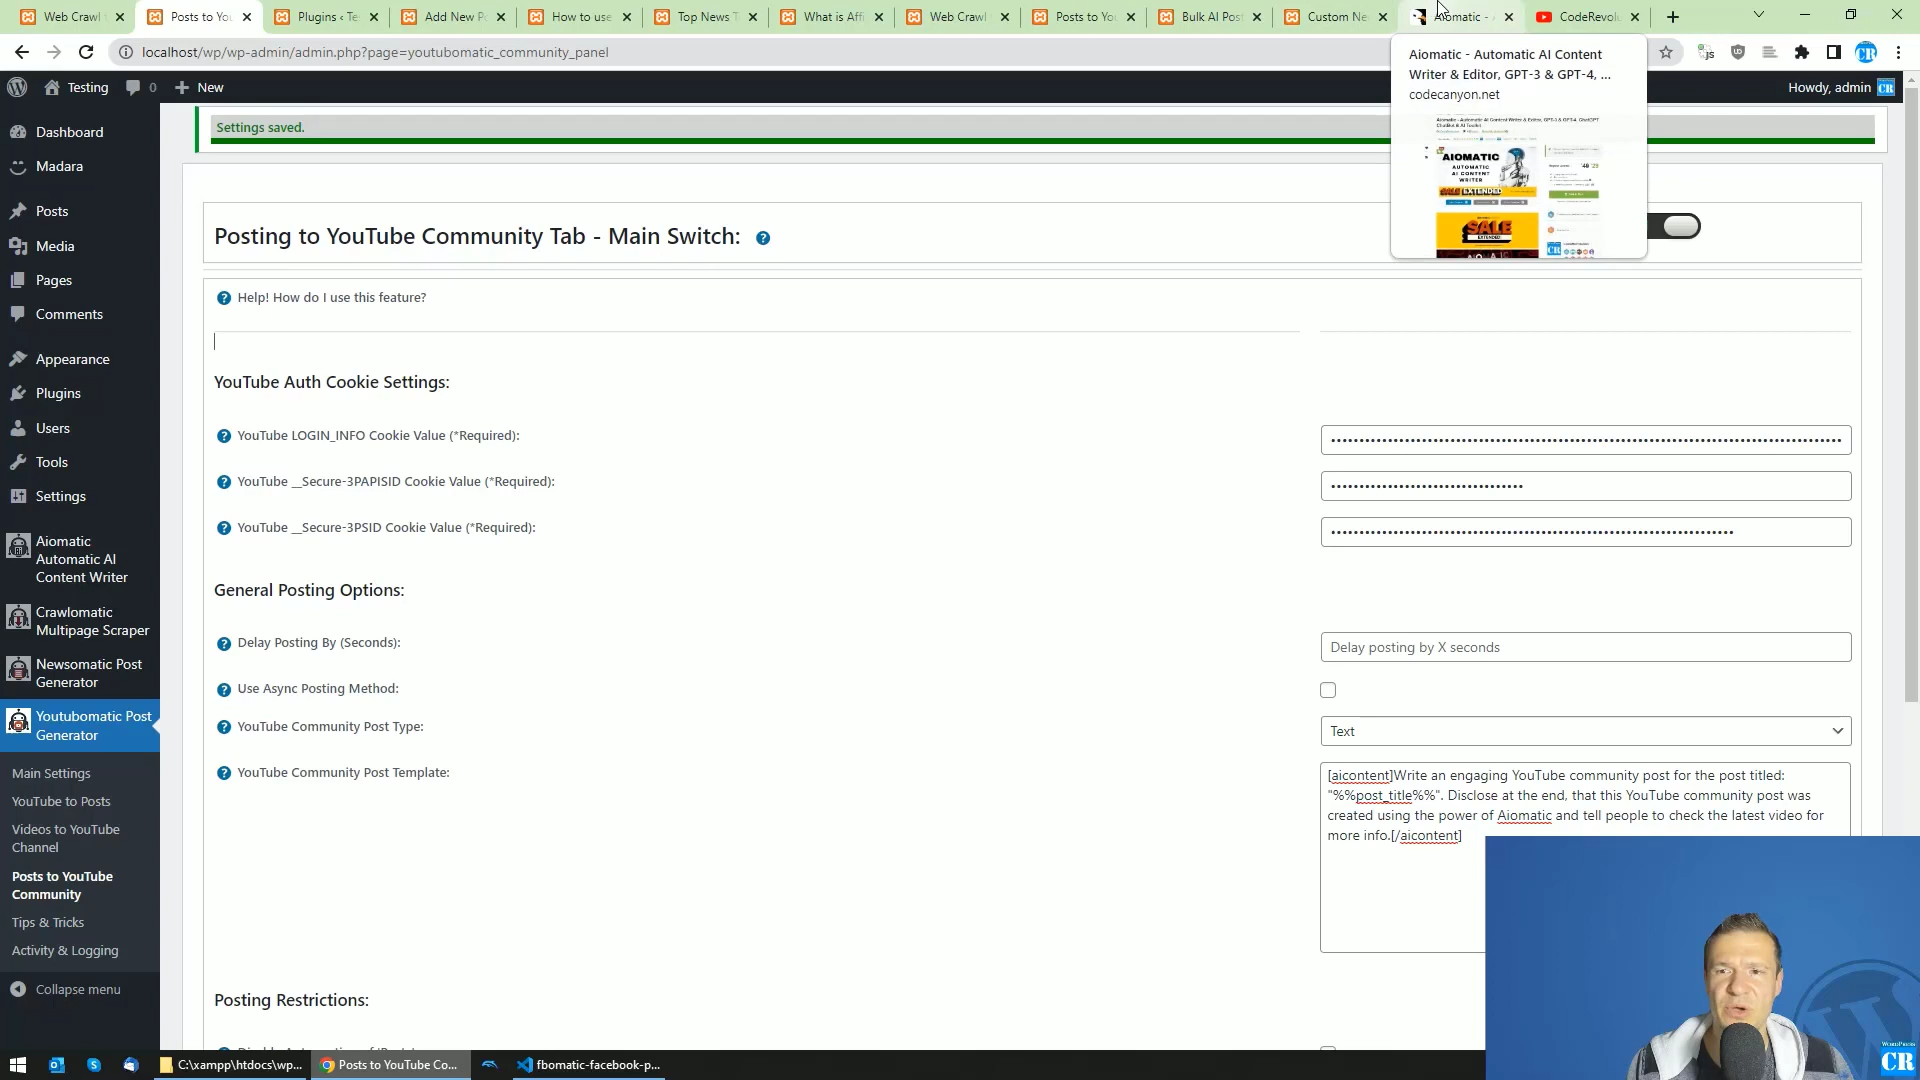 Web Crawl
Posts to Yo
Plugins ‹ Te
Add New P
How to use
Top News T
What is Affi
Web Crawl
Posts to Yo
Bulk AI Post
Custom Ne
Aiomatic -
CodeRevolu
localhost/wp/wp-admin/admin.php?page=youtubomatic_community_panel
Aiomatic - Automatic AI Content
Writer & Editor, GPT-3 & GPT-4, ...
codecanyon.net
AIOMATIC
AUTOMATIC
AI CONTENT
WRITER
SALE EXTENDED
SALE
EXTENDED
Testing
0
New
Howdy, admin
Settings saved.
Dashboard
Madara
Posts
Media
Pages
Comments
Appearance
Plugins
Users
Tools
Settings
Aiomatic
Automatic AI
Content Writer
Crawlomatic
Multipage Scraper
Newsomatic Post
Generator
Youtubomatic Post
Generator
Main Settings
YouTube to Posts
Videos to YouTube
Channel
Posts to YouTube
Community
Tips & Tricks
Activity & Logging
Collapse menu
Posting to YouTube Community Tab - Main Switch:
Help! How do I use this feature?
YouTube Auth Cookie Settings:
YouTube LOGIN_INFO Cookie Value (*Required):
YouTube __Secure-3PAPISID Cookie Value (*Required):
YouTube __Secure-3PSID Cookie Value (*Required):
General Posting Options:
Delay Posting By (Seconds):
Delay posting by X seconds
Use Async Posting Method:
YouTube Community Post Type:
Text
YouTube Community Post Template:
[aicontent]Write an engaging YouTube community post for the post titled:
"%%post_title%%". Disclose at the end, that this YouTube community post was
created using the power of Aiomatic and tell people to check the latest video for
more info.[/aicontent]
Posting Restrictions:
C:\xampp\htdocs\wp...
Posts to YouTube Co...
fbomatic-facebook-p...
WORDPRESS
CR